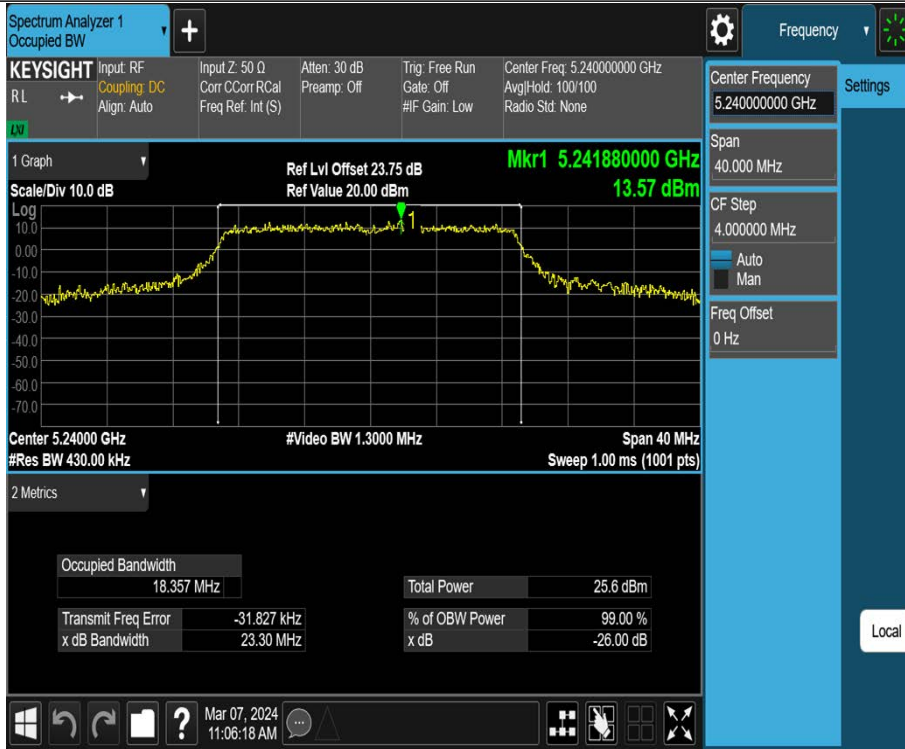 Spectrum Analyzer 1
Occupied BW
+
Frequency
KEYSIGHT
RL
LXI
Input: RF
Coupling: DC
Align: Auto
Input Z: 50 Ω
Corr CCorr RCal
Freq Ref: Int (S)
Atten: 30 dB
Preamp: Off
Trig: Free Run
Gate: Off
#IF Gain: Low
Center Freq: 5.240000000 GHz
Avg|Hold: 100/100
Radio Std: None
Center Frequency
5.240000000 GHz
Settings
Span
40.000 MHz
CF Step
4.000000 MHz
Auto
Man
Freq Offset
0 Hz
Local
1 Graph
Scale/Div 10.0 dB
Ref Lvl Offset 23.75 dB
Ref Value 20.00 dBm
Mkr1 5.241880000 GHz
13.57 dBm
Log
10.0
0.00
-10.0
-20.0
-30.0
-40.0
-50.0
-60.0
-70.0
1
Center 5.24000 GHz
#Res BW 430.00 kHz
#Video BW 1.3000 MHz
Span 40 MHz
Sweep 1.00 ms (1001 pts)
2 Metrics
Occupied Bandwidth
18.357 MHz
Total Power 25.6 dBm
Transmit Freq Error -31.827 kHz
% of OBW Power 99.00 %
x dB Bandwidth 23.30 MHz
x dB -26.00 dB
?
Mar 07, 2024
11:06:18 AM